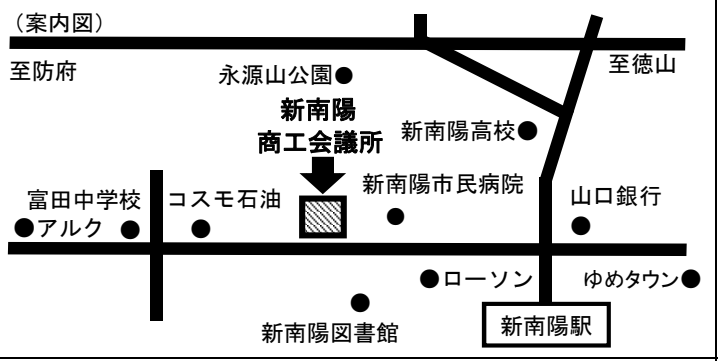 （案内図）
至防府
至徳山
永源山公園
新南陽
商工会議所
新南陽高校
新南陽市民病院
富田中学校
コスモ石油
山口銀行
アルク
ローソン
ゆめタウン
新南陽図書館
新南陽駅